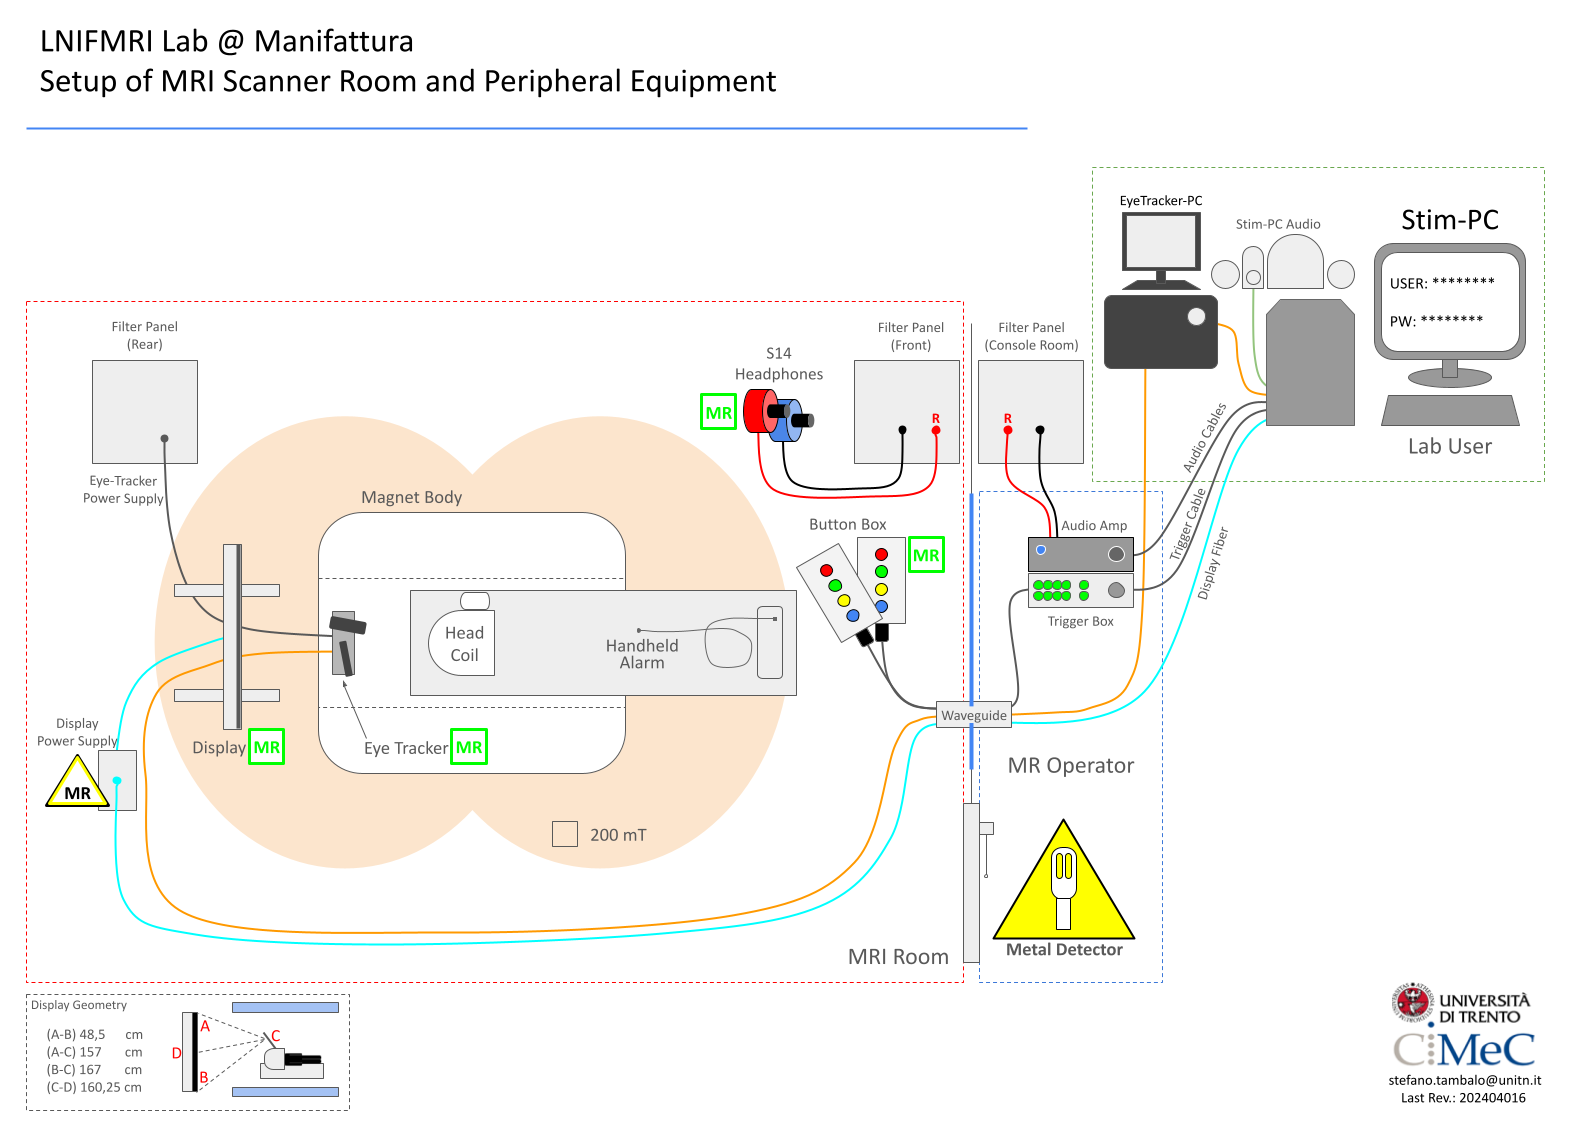 LNIFMRI Lab @ Manifattura
Setup of MRI Scanner Room and Peripheral Equipment
EyeTracker-PC
Stim-PC Audio
Stim-PC
USER: ********
PW: ********
Lab User
Filter Panel
(Rear)
Eye-Tracker
Power Supply
S14
Headphones
MR
Filter Panel
(Front)
R
Filter Panel
(Console Room)
R
Audio Cables
Trigger Cable
Display Fiber
Magnet Body
Button Box
MR
Audio Amp
Trigger Box
Head
Coil
Handheld
Alarm
Waveguide
Display
Power Supply
MR
Display
MR
Eye Tracker
MR
MR Operator
200 mT
MRI Room
Metal Detector
Display Geometry
(A-B) 48,5 cm
(A-C) 157 cm
(B-C) 167 cm
(C-D) 160,25 cm
A
C
D
B
UNIVERSITÀ
DI TRENTO
CiMeC
stefano.tambalo@unitn.it
Last Rev.: 202404016